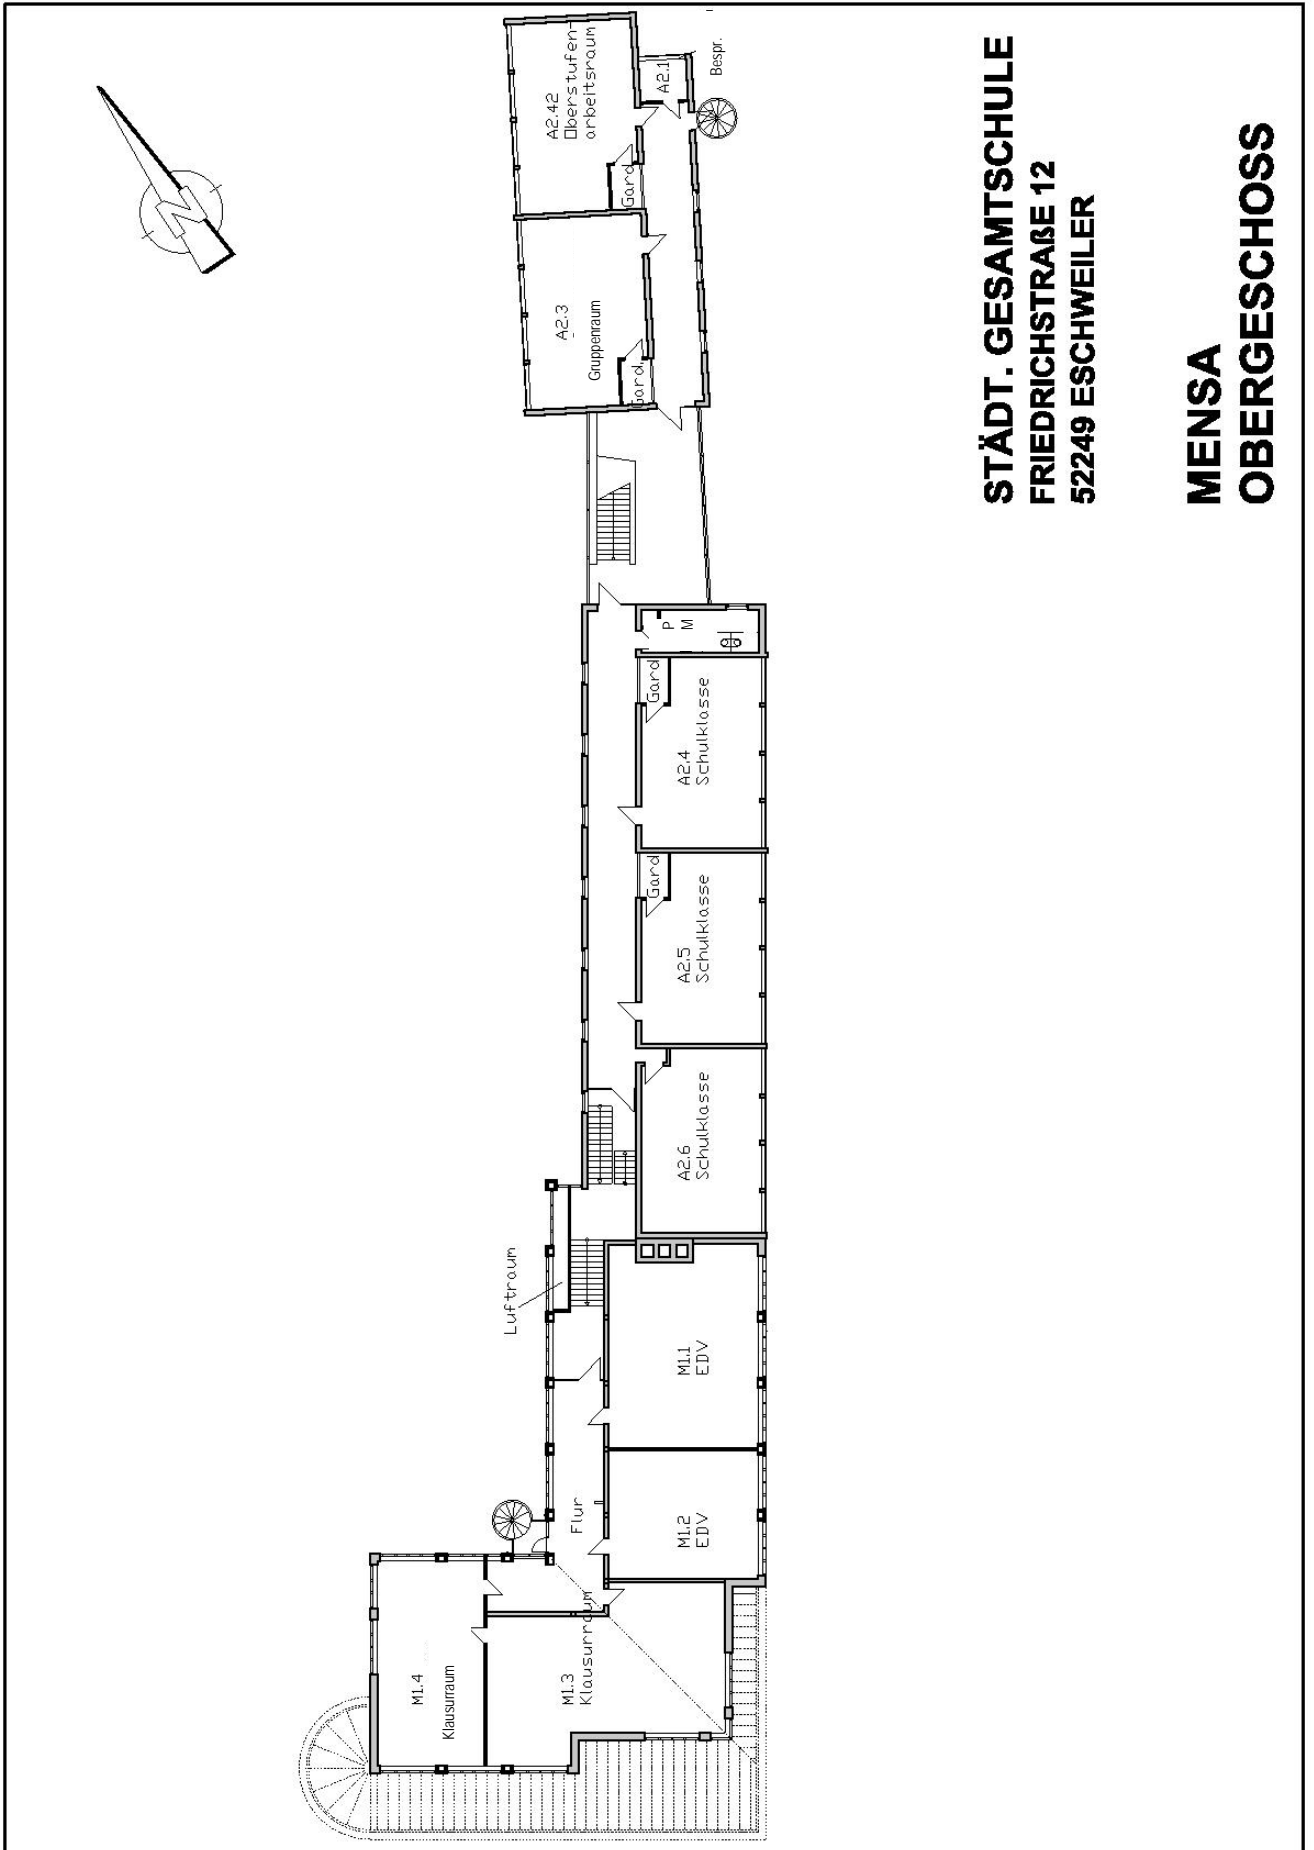 STÄDT. GESAMTSCHULE
FRIEDRICHSTRAßE 12
52249 ESCHWEILER
MENSA
OBERGESCHOSS
N
A2.42
Oberstufen-
arbeitsraum
A2.1
Bespr.
Gard
A2.3
Gruppenraum
Gard.
P
M
Gard
A2.4
Schulklasse
Gard
A2.5
Schulklasse
A2.6
Schulklasse
Luftraum
M1.1
EDV
M1.2
EDV
Flur
M1.3
Klausurraum
M1.4
Klausurraum